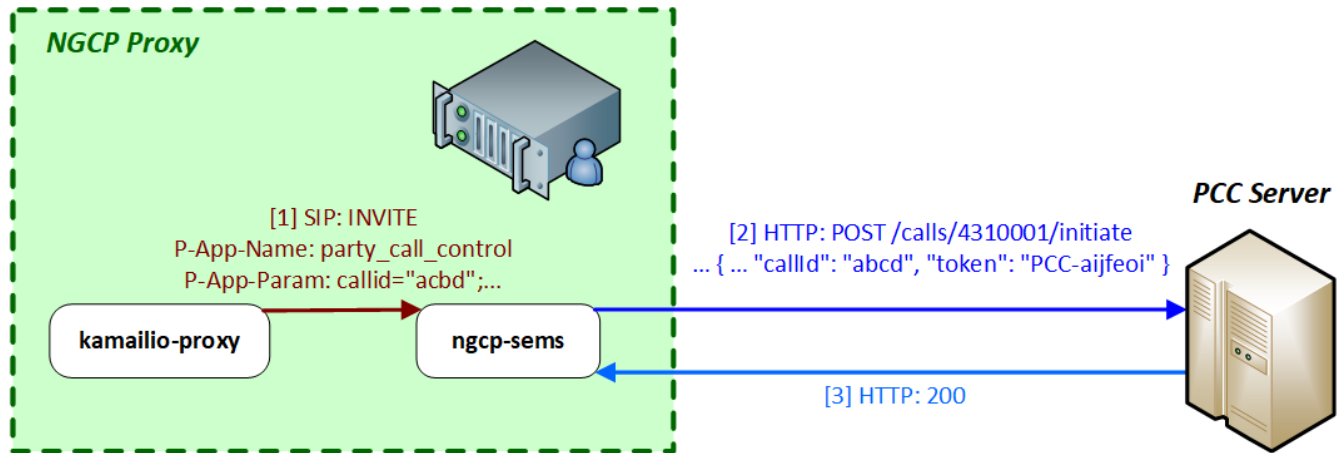 NGCP Proxy
[1] SIP: INVITE
P-App-Name: party_call_control
P-App-Param: callid="acbd";...
kamailio-proxy
ngcp-sems
PCC Server
[2] HTTP: POST /calls/4310001/initiate
... { ... "callId": "abcd", "token": "PCC-aijfeoi" }
[3] HTTP: 200